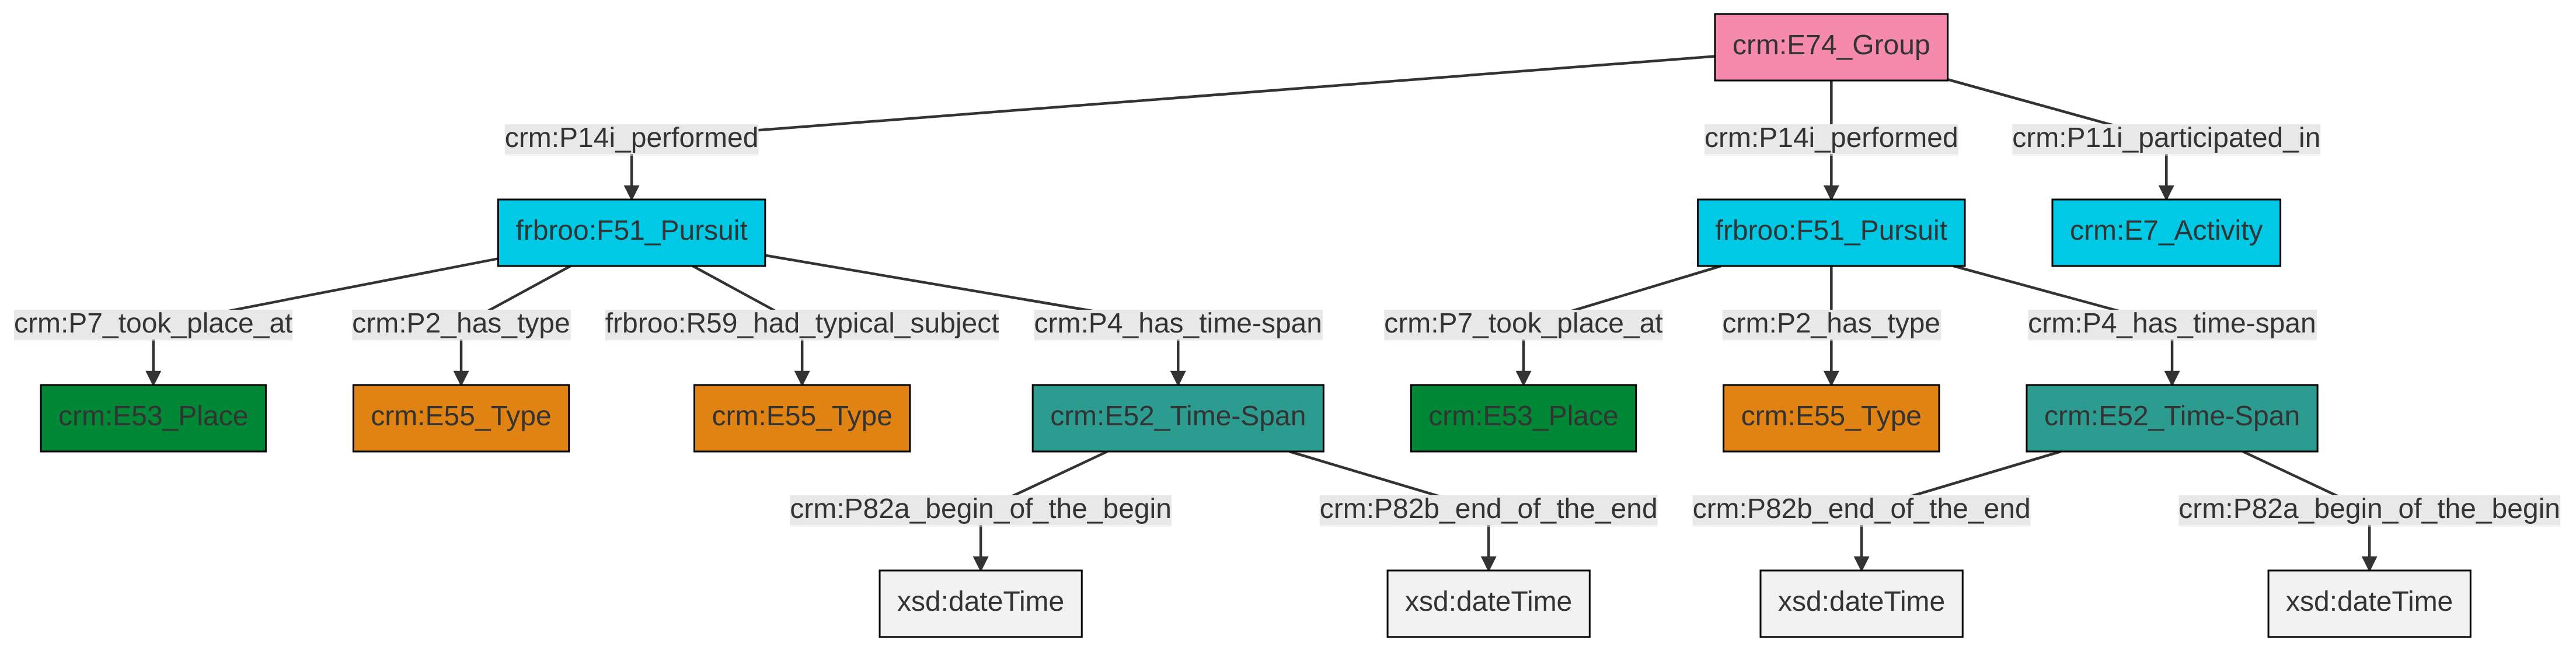 crm:E74_Group
crm:P14i_performed
crm:P14i_performed
crm:P11i_participated_in
frbroo:F51_Pursuit
frbroo:F51_Pursuit
crm:E7_Activity
crm:P7_took_place_at
crm:P2_has_type
frbroo:R59_had_typical_subject
crm:P4_has_time-span
crm:P7_took_place_at
crm:P2_has_type
crm:P4_has_time-span
crm:E53_Place
crm:E55_Type
crm:E55_Type
crm:E52_Time-Span
crm:E53_Place
crm:E55_Type
crm:E52_Time-Span
crm:P82a_begin_of_the_begin
crm:P82b_end_of_the_end
crm:P82b_end_of_the_end
crm:P82a_begin_of_the_begin
xsd:dateTime
xsd:dateTime
xsd:dateTime
xsd:dateTime